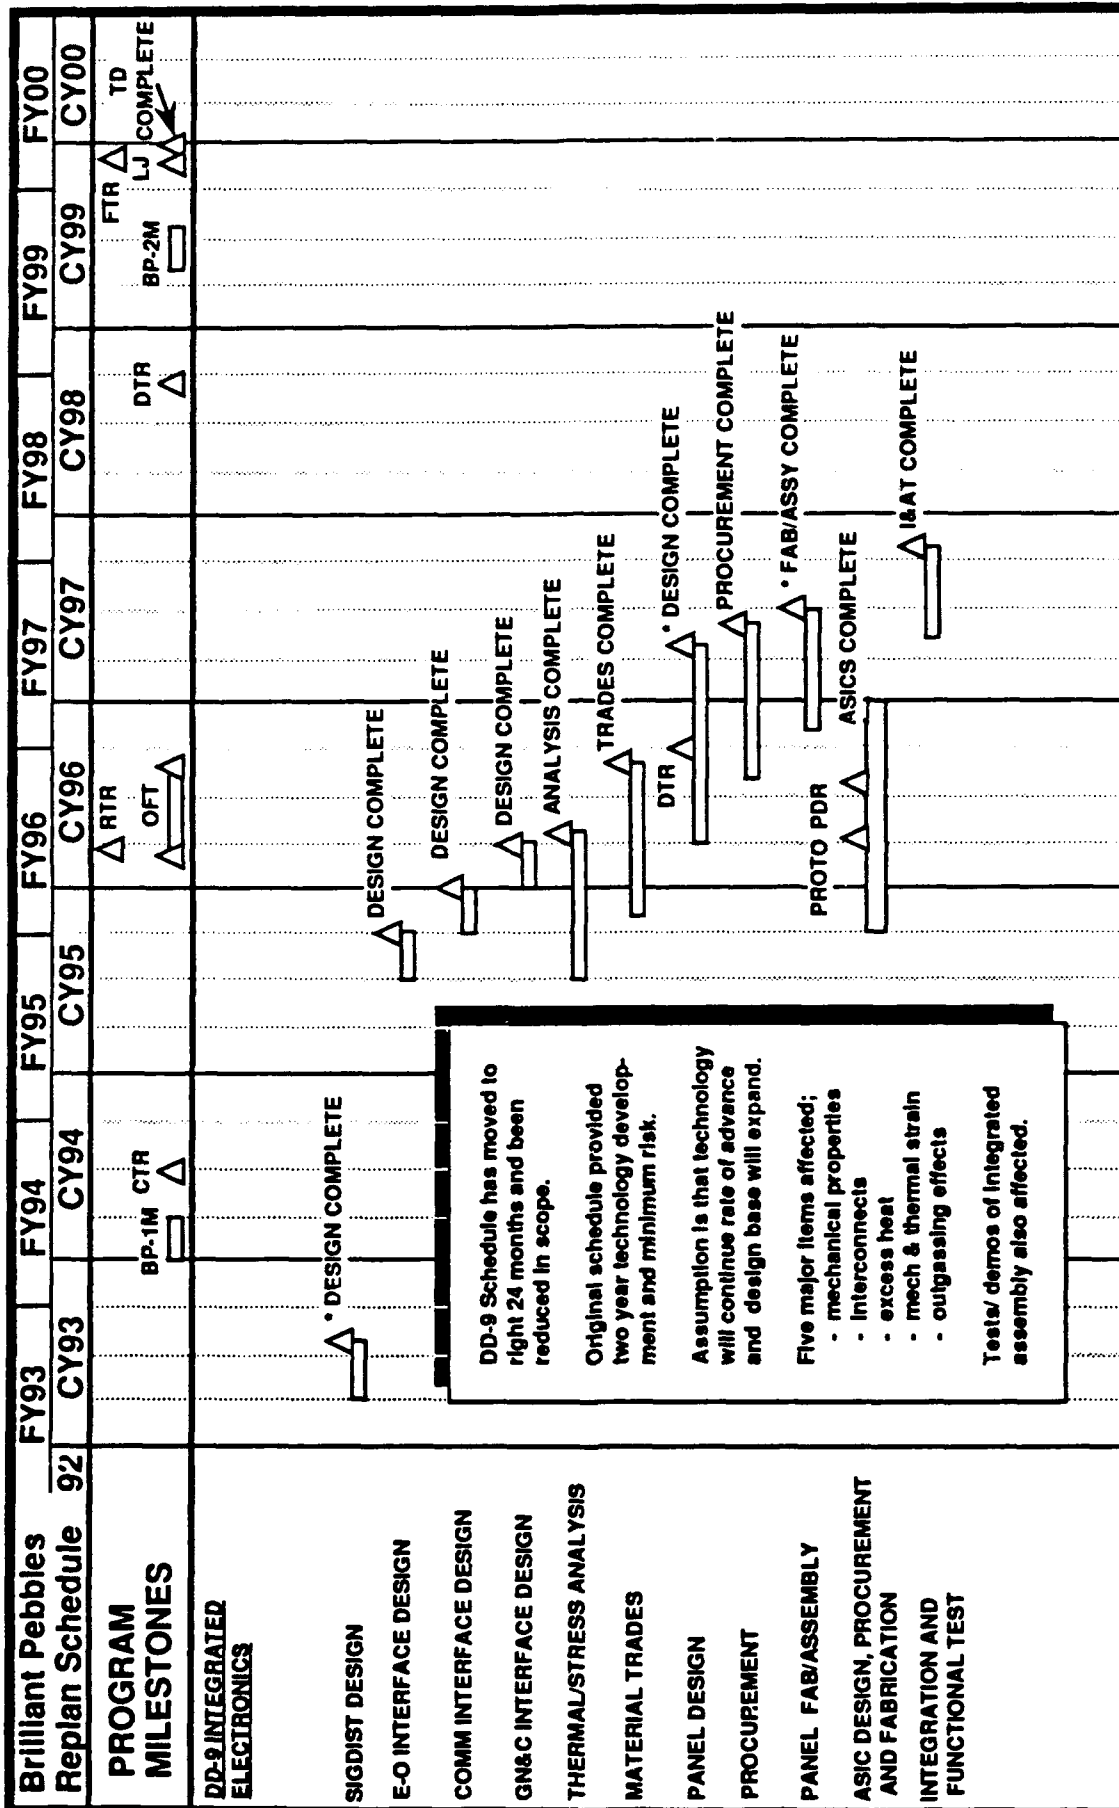 Brilliant Pebbles FY93 FY94 FY95 FY96 FY97 FY98 FY99 FY00
Replan Schedule 92 CY93 CY94 CY95 CY96 CY97 CY98 CY99 CY00
PROGRAM
MILESTONES
RTR FTR TD
BP-1M CTR OFT DTR BP-2M LJ COMPLETE
DD-9 INTEGRATED
ELECTRONICS
SIGDIST DESIGN
* DESIGN COMPLETE
E-O INTERFACE DESIGN
DESIGN COMPLETE
COMM INTERFACE DESIGN
DESIGN COMPLETE
GN&C INTERFACE DESIGN
DESIGN COMPLETE
THERMAL/STRESS ANALYSIS
ANALYSIS COMPLETE
MATERIAL TRADES
TRADES COMPLETE
PANEL DESIGN
DTR * DESIGN COMPLETE
PROCUREMENT
PROCUREMENT COMPLETE
PANEL FAB/ASSEMBLY
* FAB/ASSY COMPLETE
ASIC DESIGN, PROCUREMENT
AND FABRICATION
PROTO PDR ASICS COMPLETE
INTEGRATION AND
FUNCTIONAL TEST
I&AT COMPLETE
DD-9 Schedule has moved to
right 24 months and been
reduced in scope.
Original schedule provided
two year technology develop-
ment and minimum risk.
Assumption is that technology
will continue rate of advance
and design base will expand.
Five major items affected;
- mechanical properties
- interconnects
- excess heat
- mech & thermal strain
- outgassing effects
Tests/ demos of integrated
assembly also affected.